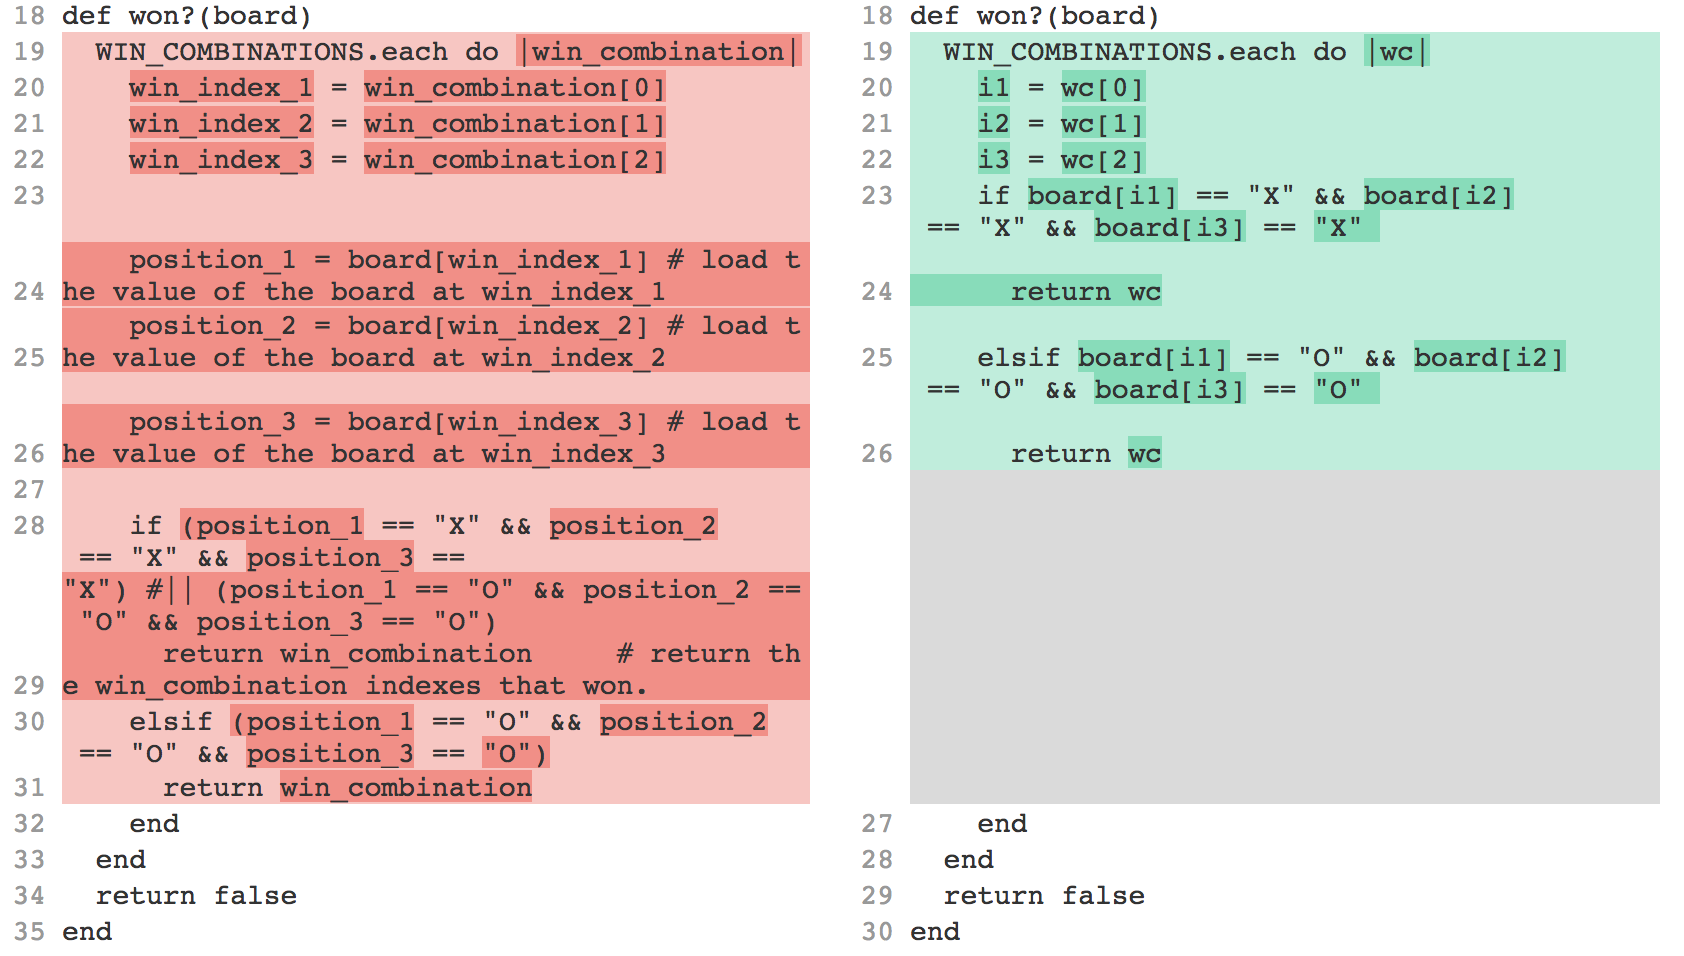 18 def won?(board)
19   WIN_COMBINATIONS.each do |win_combination|
20     win_index_1 = win_combination[0]
21     win_index_2 = win_combination[1]
22     win_index_3 = win_combination[2]
23
    position_1 = board[win_index_1] # load t
24 he value of the board at win_index_1
    position_2 = board[win_index_2] # load t
25 he value of the board at win_index_2
    position_3 = board[win_index_3] # load t
26 he value of the board at win_index_3
27
28     if (position_1 == "X" && position_2
 == "X" && position_3 ==
"X") #|| (position_1 == "O" && position_2 ==
 "O" && position_3 == "O")
      return win_combination     # return th
29 e win_combination indexes that won.
30     elsif (position_1 == "O" && position_2
 == "O" && position_3 == "O")
31       return win_combination
32     end
33   end
34   return false
35 end
18 def won?(board)
19   WIN_COMBINATIONS.each do |wc|
20     i1 = wc[0]
21     i2 = wc[1]
22     i3 = wc[2]
23     if board[i1] == "X" && board[i2]
 == "X" && board[i3] == "X"
24       return wc
25     elsif board[i1] == "O" && board[i2]
 == "O" && board[i3] == "O"
26       return wc
27     end
28   end
29   return false
30 end